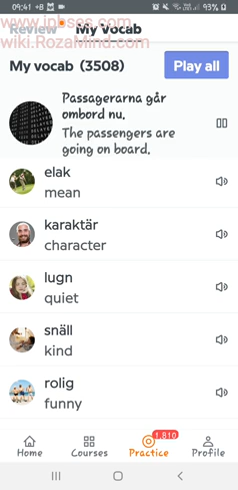 09:41 +8 93%
www.inloses.com
Review My Vocab
wiki.RozaMind.com
My vocab (3508) Play all
Passagerarna går
ombord nu.
The passengers are
going on board.
elak
mean
karaktär
character
lugn
quiet
snäll
kind
rolig
funny
1,810
Home Courses Practice Profile